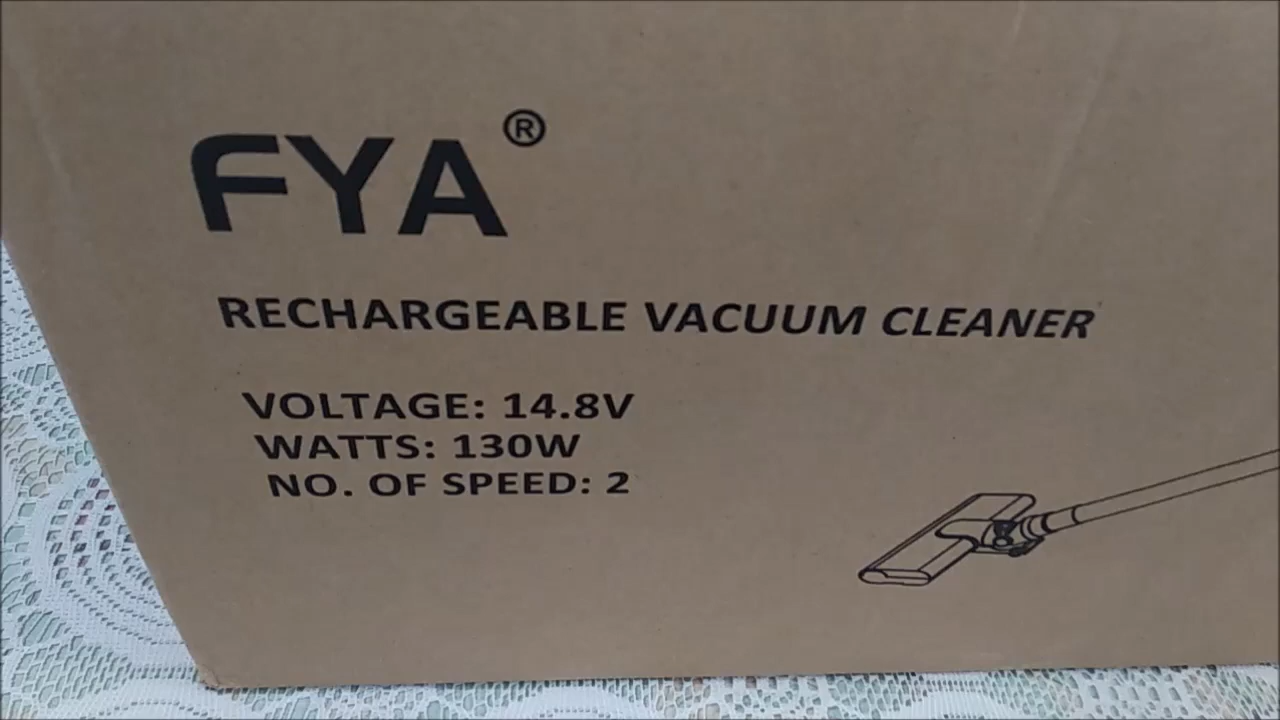 FYA®
RECHARGEABLE VACUUM CLEANER
VOLTAGE: 14.8V
WATTS: 130W
NO. OF SPEED: 2